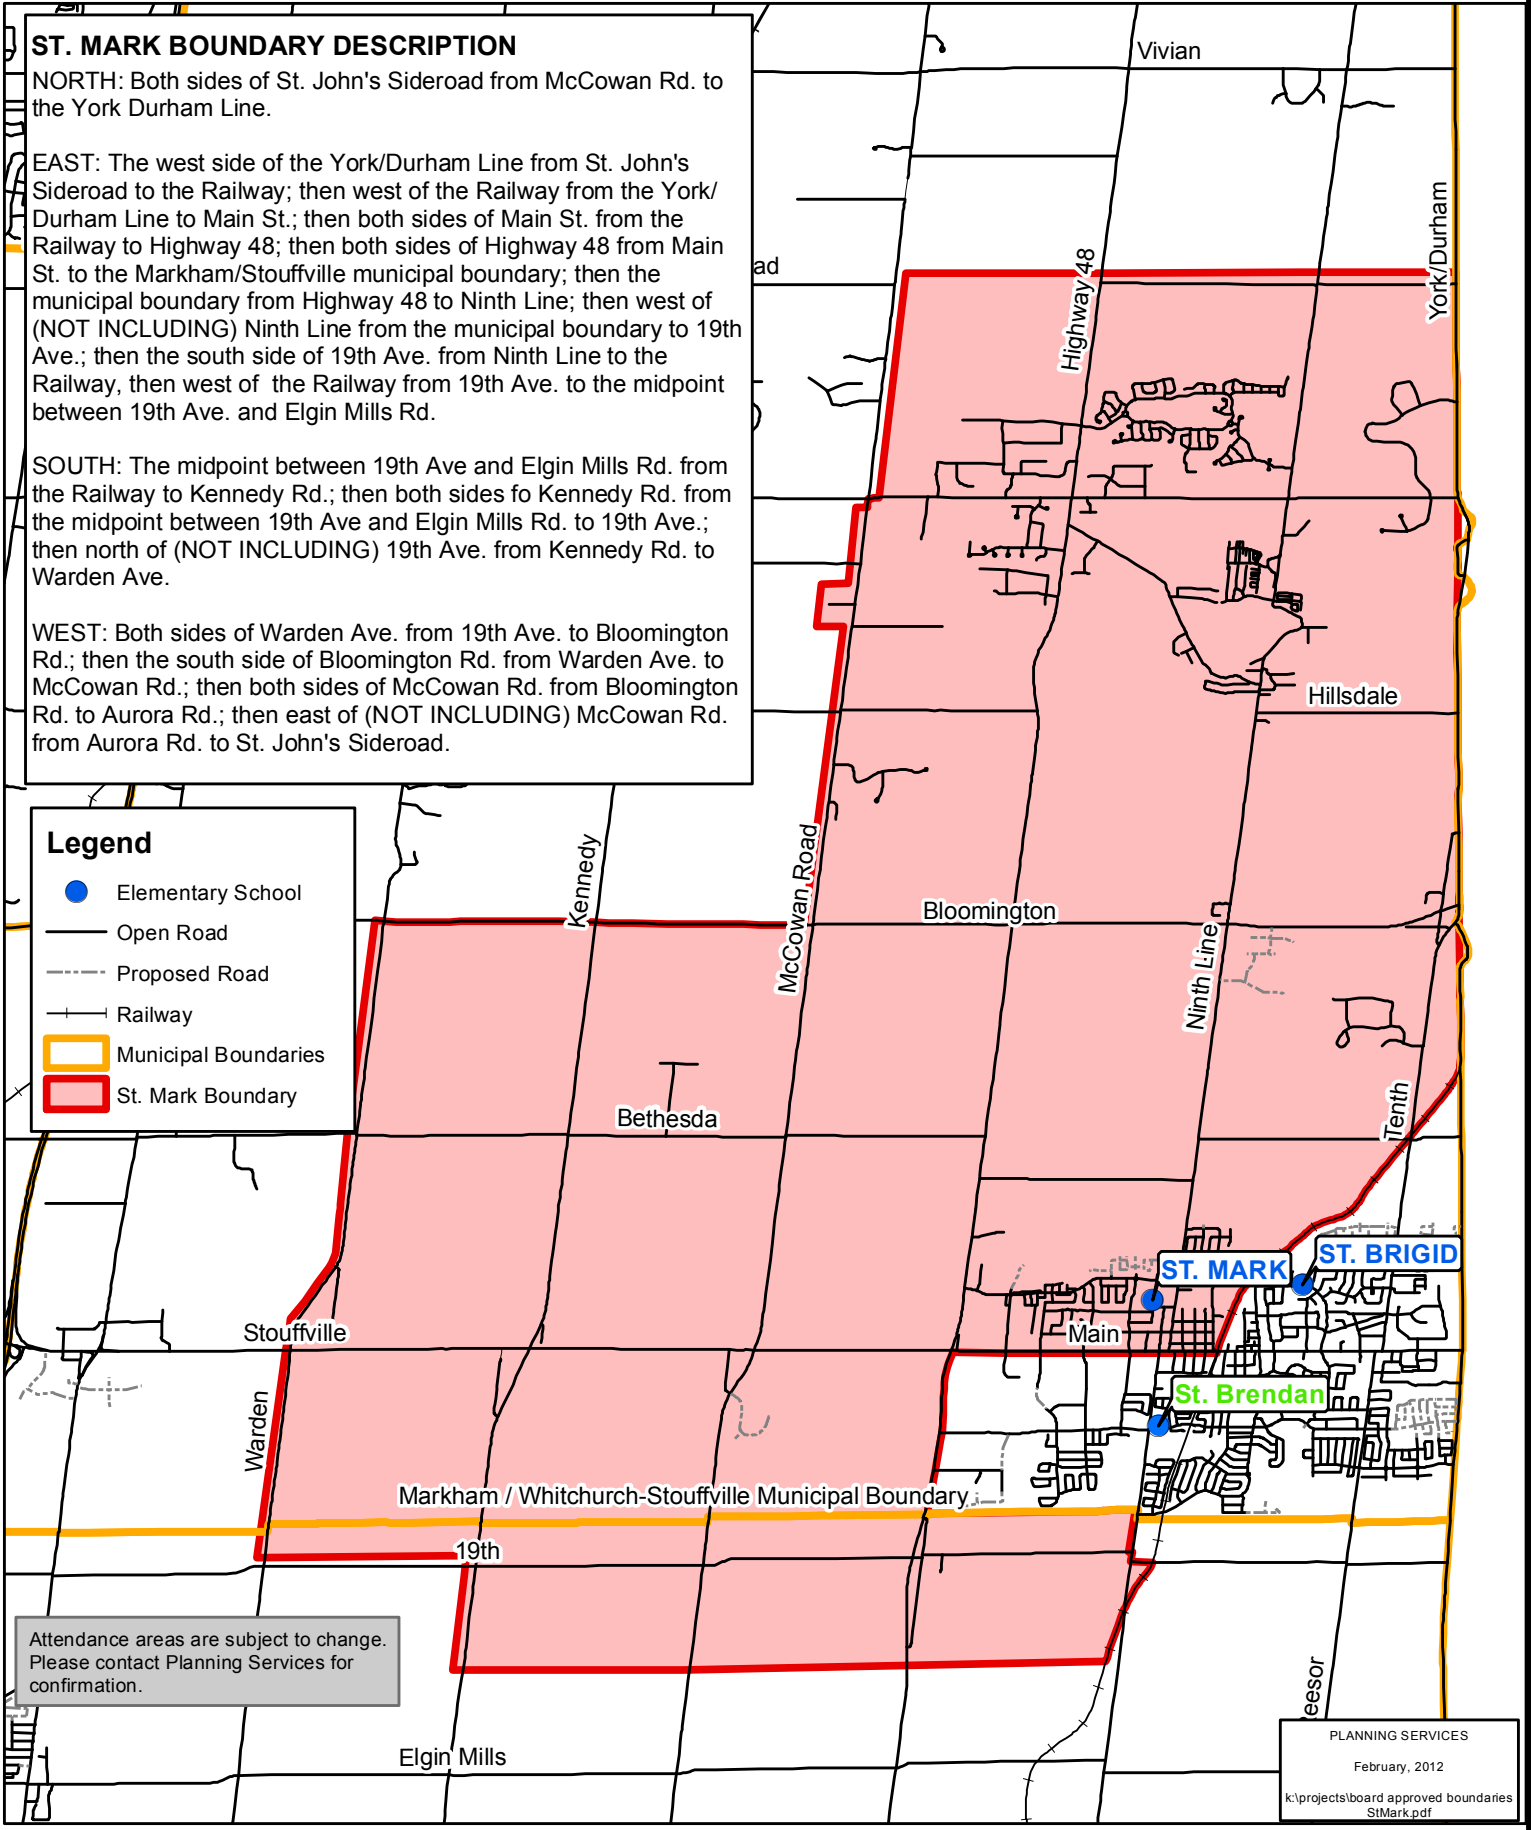 ST. MARK BOUNDARY DESCRIPTION
NORTH: Both sides of St. John's Sideroad from McCowan Rd. to
the York Durham Line.
EAST: The west side of the York/Durham Line from St. John's
Sideroad to the Railway; then west of the Railway from the York/
Durham Line to Main St.; then both sides of Main St. from the
Railway to Highway 48; then both sides of Highway 48 from Main
St. to the Markham/Stouffville municipal boundary; then the
municipal boundary from Highway 48 to Ninth Line; then west of
(NOT INCLUDING) Ninth Line from the municipal boundary to 19th
Ave.; then the south side of 19th Ave. from Ninth Line to the
Railway, then west of  the Railway from 19th Ave. to the midpoint
between 19th Ave. and Elgin Mills Rd.
SOUTH: The midpoint between 19th Ave and Elgin Mills Rd. from
the Railway to Kennedy Rd.; then both sides fo Kennedy Rd. from
the midpoint between 19th Ave and Elgin Mills Rd. to 19th Ave.;
then north of (NOT INCLUDING) 19th Ave. from Kennedy Rd. to
Warden Ave.
WEST: Both sides of Warden Ave. from 19th Ave. to Bloomington
Rd.; then the south side of Bloomington Rd. from Warden Ave. to
McCowan Rd.; then both sides of McCowan Rd. from Bloomington
Rd. to Aurora Rd.; then east of (NOT INCLUDING) McCowan Rd.
from Aurora Rd. to St. John's Sideroad.
Vivian
ad
York/Durham
Highway 48
Hillsdale
Legend
Elementary School
Open Road
Proposed Road
Railway
Municipal Boundaries
St. Mark Boundary
Kennedy
McCowan Road
Bloomington
Ninth Line
Bethesda
Tenth
ST. MARK
ST. BRIGID
Stouffville
Main
St. Brendan
Warden
Markham / Whitchurch-Stouffville Municipal Boundary
19th
Attendance areas are subject to change.
Please contact Planning Services for
confirmation.
eesor
Elgin Mills
PLANNING SERVICES
February, 2012
k:\projects\board approved boundaries
StMark.pdf